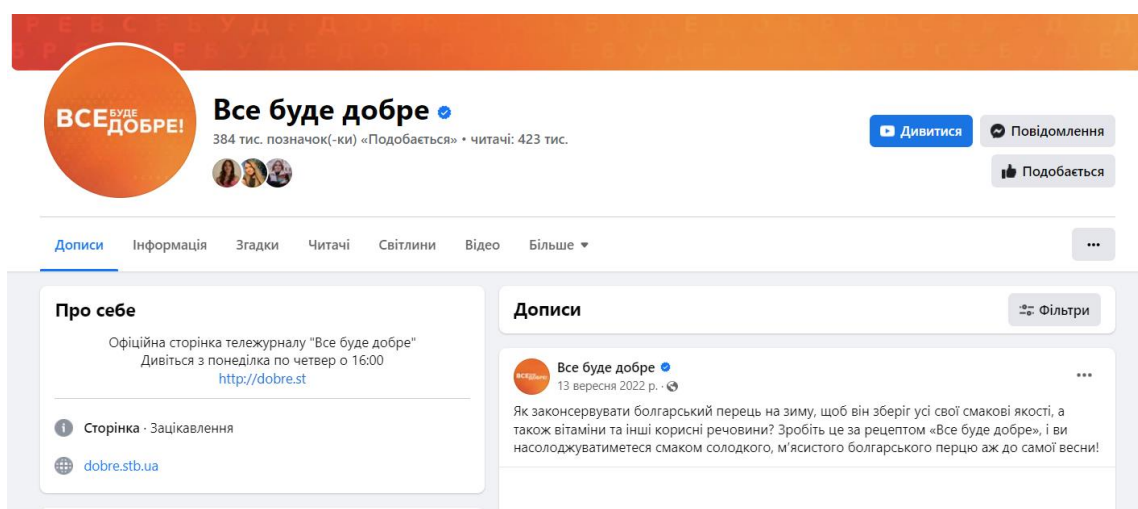 ВСЕ БУДЕ ДОБРЕ!
Все буде добре
384 тис. позначок(-ки) «Подобається» • читачі: 423 тис.
Дивитися
Повідомлення
Подобається
Дописи Інформація Згадки Читачі Світлини Відео Більше
Про себе
Офіційна сторінка тележурналу "Все буде добре"
Дивіться з понеділка по четвер о 16:00
http://dobre.st
Сторінка · Зацікавлення
dobre.stb.ua
Дописи
Фільтри
Все буде добре
13 вересня 2022 р. ·
Як законсервувати болгарський перець на зиму, щоб він зберіг усі свої смакові якості, а
також вітаміни та інші корисні речовини? Зробіть це за рецептом «Все буде добре», і ви
насолоджуватиметеся смаком солодкого, м’ясистого болгарського перцю аж до самої весни!